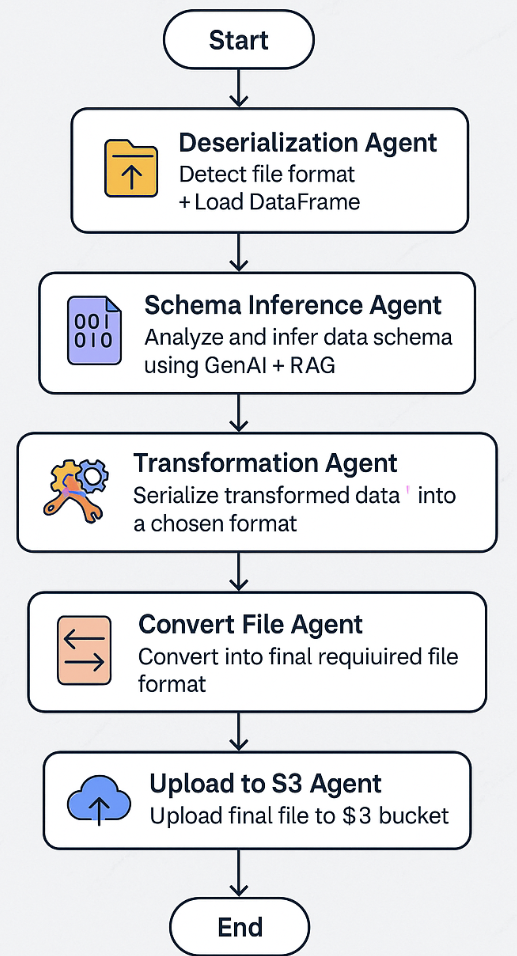 Start
Deserialization Agent
Detect file format
+ Load DataFrame
001
010
Schema Inference Agent
Analyze and infer data schema
using GenAI + RAG
Transformation Agent
Serialize transformed data ' into
a chosen format
Convert File Agent
Convert into final requiuired file
format
Upload to S3 Agent
Upload final file to $3 bucket
End